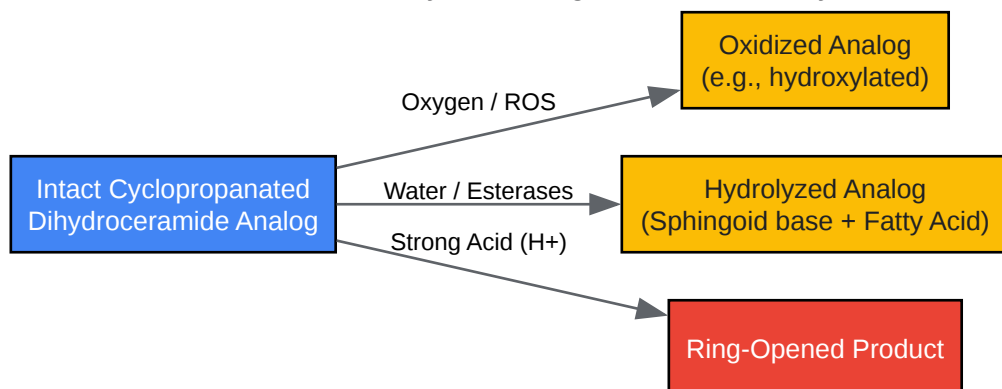 Oxidized Analog
(e.g., hydroxylated)
Oxygen / ROS
Intact Cyclopropanated
Dihydroceramide Analog
Water / Esterases
Hydrolyzed Analog
(Sphingoid base + Fatty Acid)
Strong Acid (H+)
Ring-Opened Product